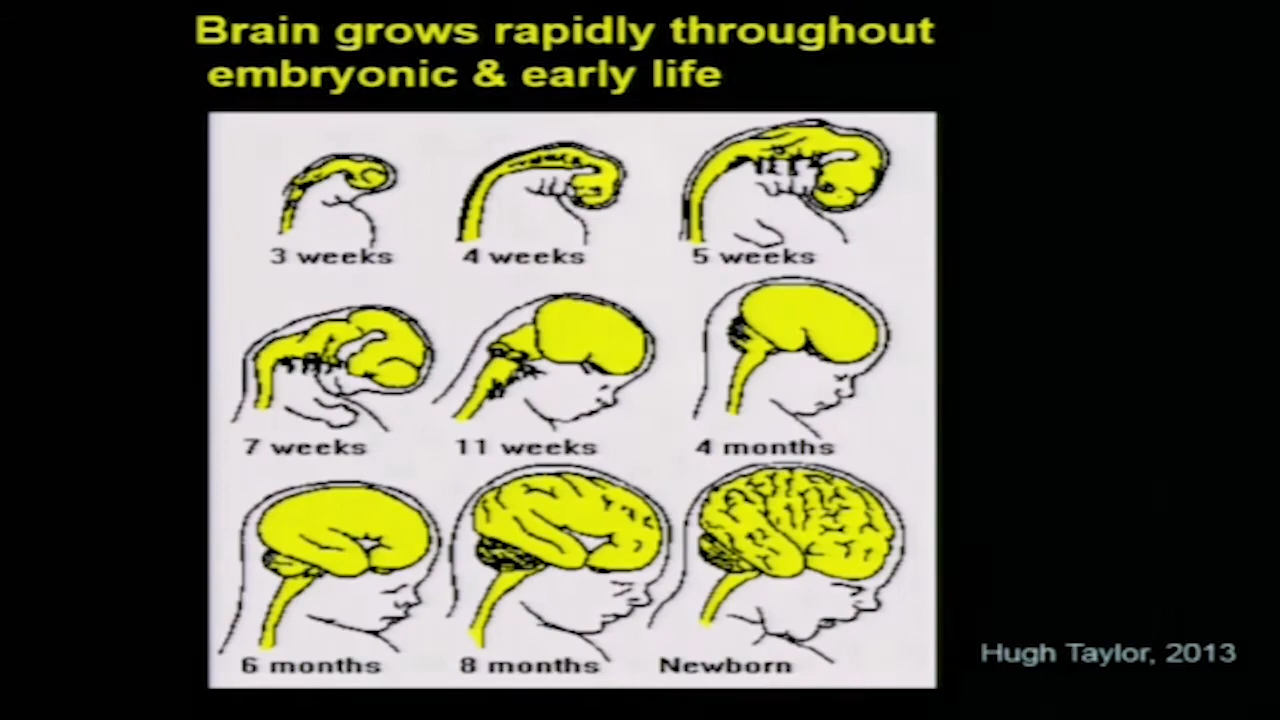 Brain grows rapidly throughout
embryonic & early life
3 weeks
4 weeks
5 weeks
7 weeks
11 weeks
4 months
6 months
8 months
Newborn
Hugh Taylor, 2013